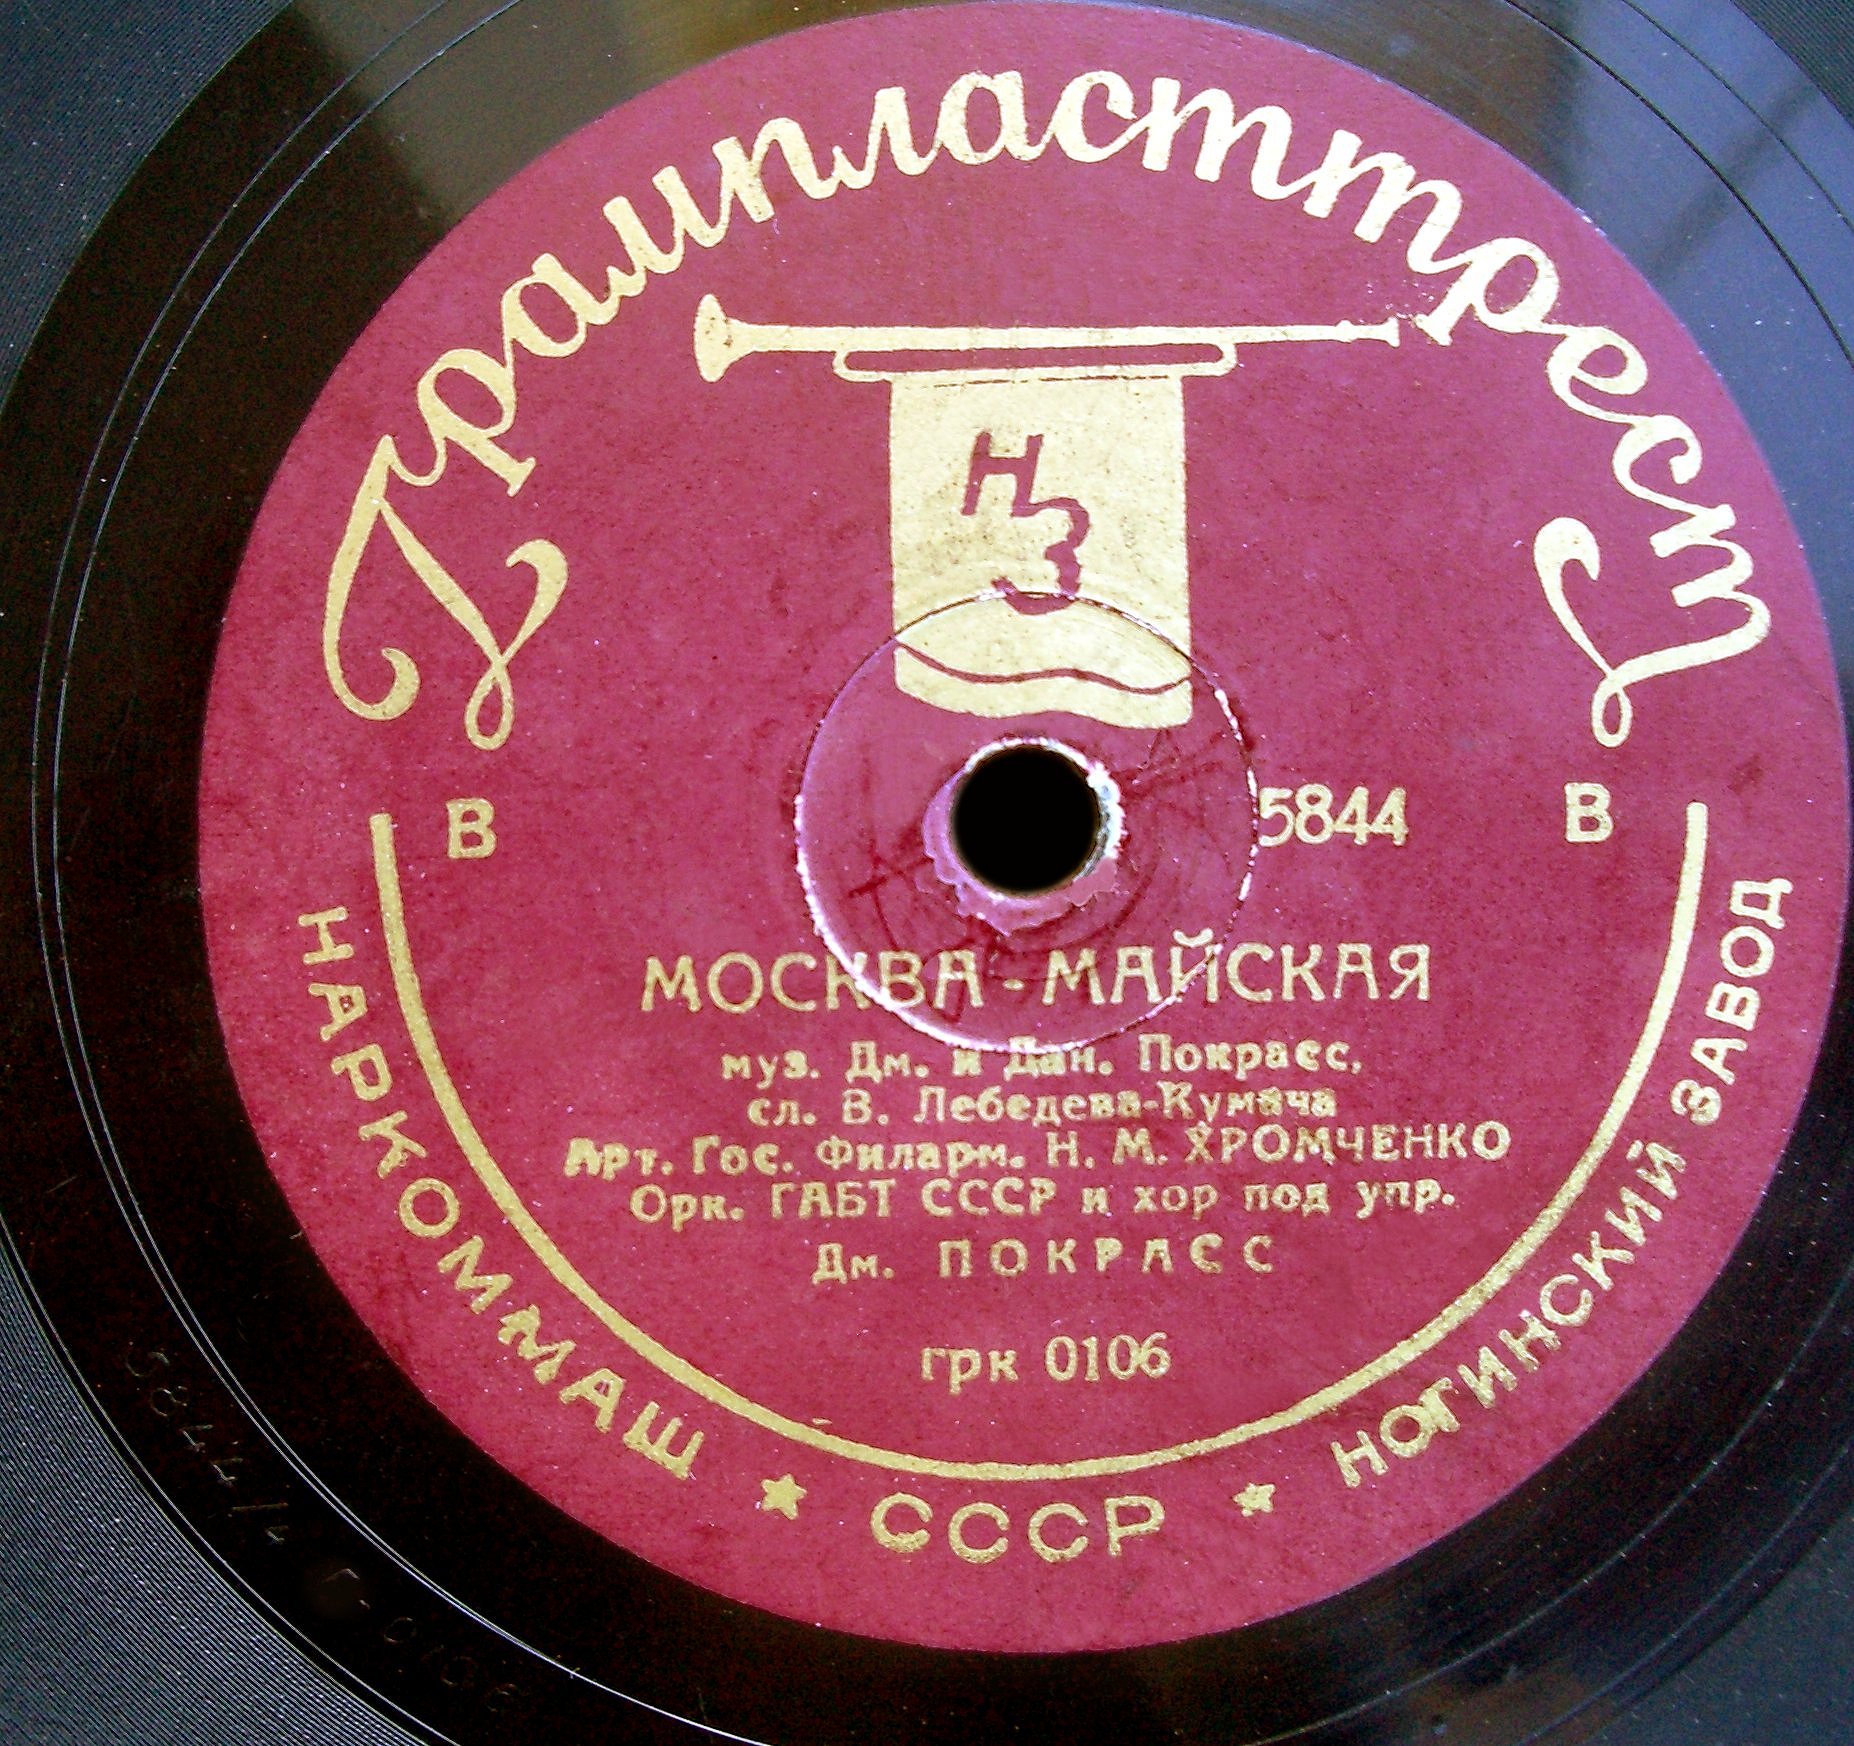 Грампласттрест
НЗ
В 5844 В
МОСКВА-МАЙСКАЯ
муз. Дм. и Дан. Покрасс,
сл. В. Лебедева-Кумача
Арт. Гос. Филарм. Н. М. ХРОМЧЕНКО
Орк. ГАБТ СССР и хор под упр.
Дм. ПОКРАСС
грк 0106
НАРКОММАШ ★ СССР ★ НОГИНСКИЙ ЗАВОД